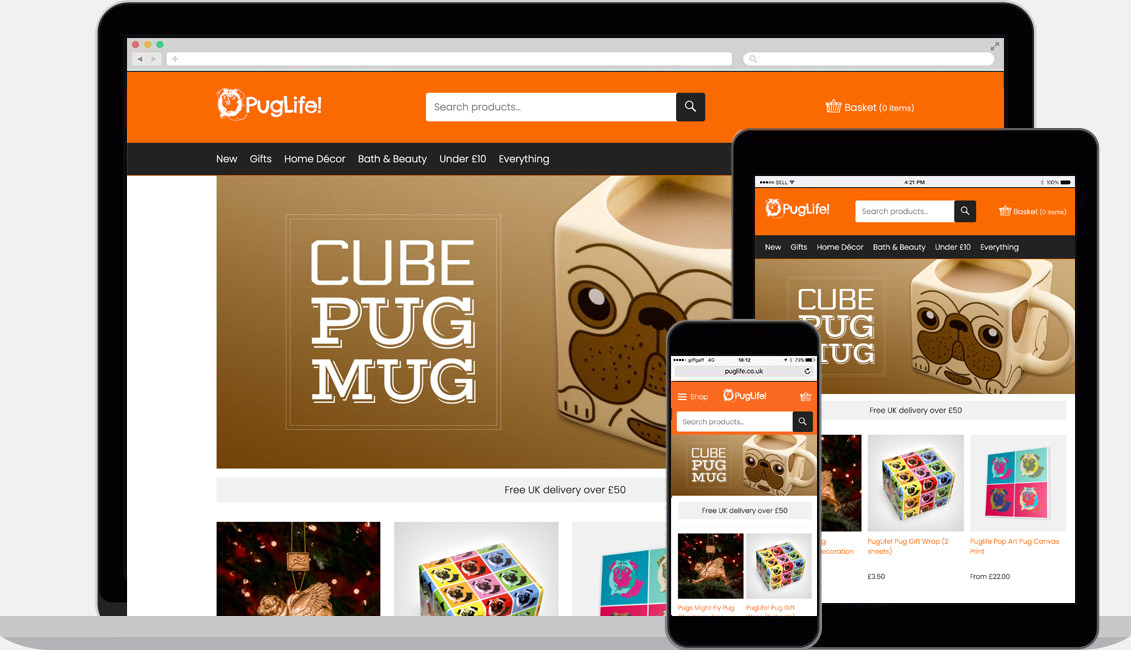 PugLife!
Search products...
Basket (0 items)
New Gifts Home Décor Bath & Beauty Under £10 Everything
CUBE
PUG
MUG
Free UK delivery over £50
BELL 4:21 PM 100%
PugLife!
Search products...
Basket (0 items)
New Gifts Home Décor Bath & Beauty Under £10 Everything
CUBE
PUG
MUG
Free UK delivery over £50
PugLife! Pug Gift Wrap (2
sheets)
£3.50
Puglife Pop Art Pug Canvas
Print
From £22.00
giffgaff 4G 18:12 73%
puglife.co.uk
Shop PugLife!
Search products...
CUBE
PUG
MUG
Free UK delivery over £50
Pugs Might Fly Pug
PugLife! Pug Gift